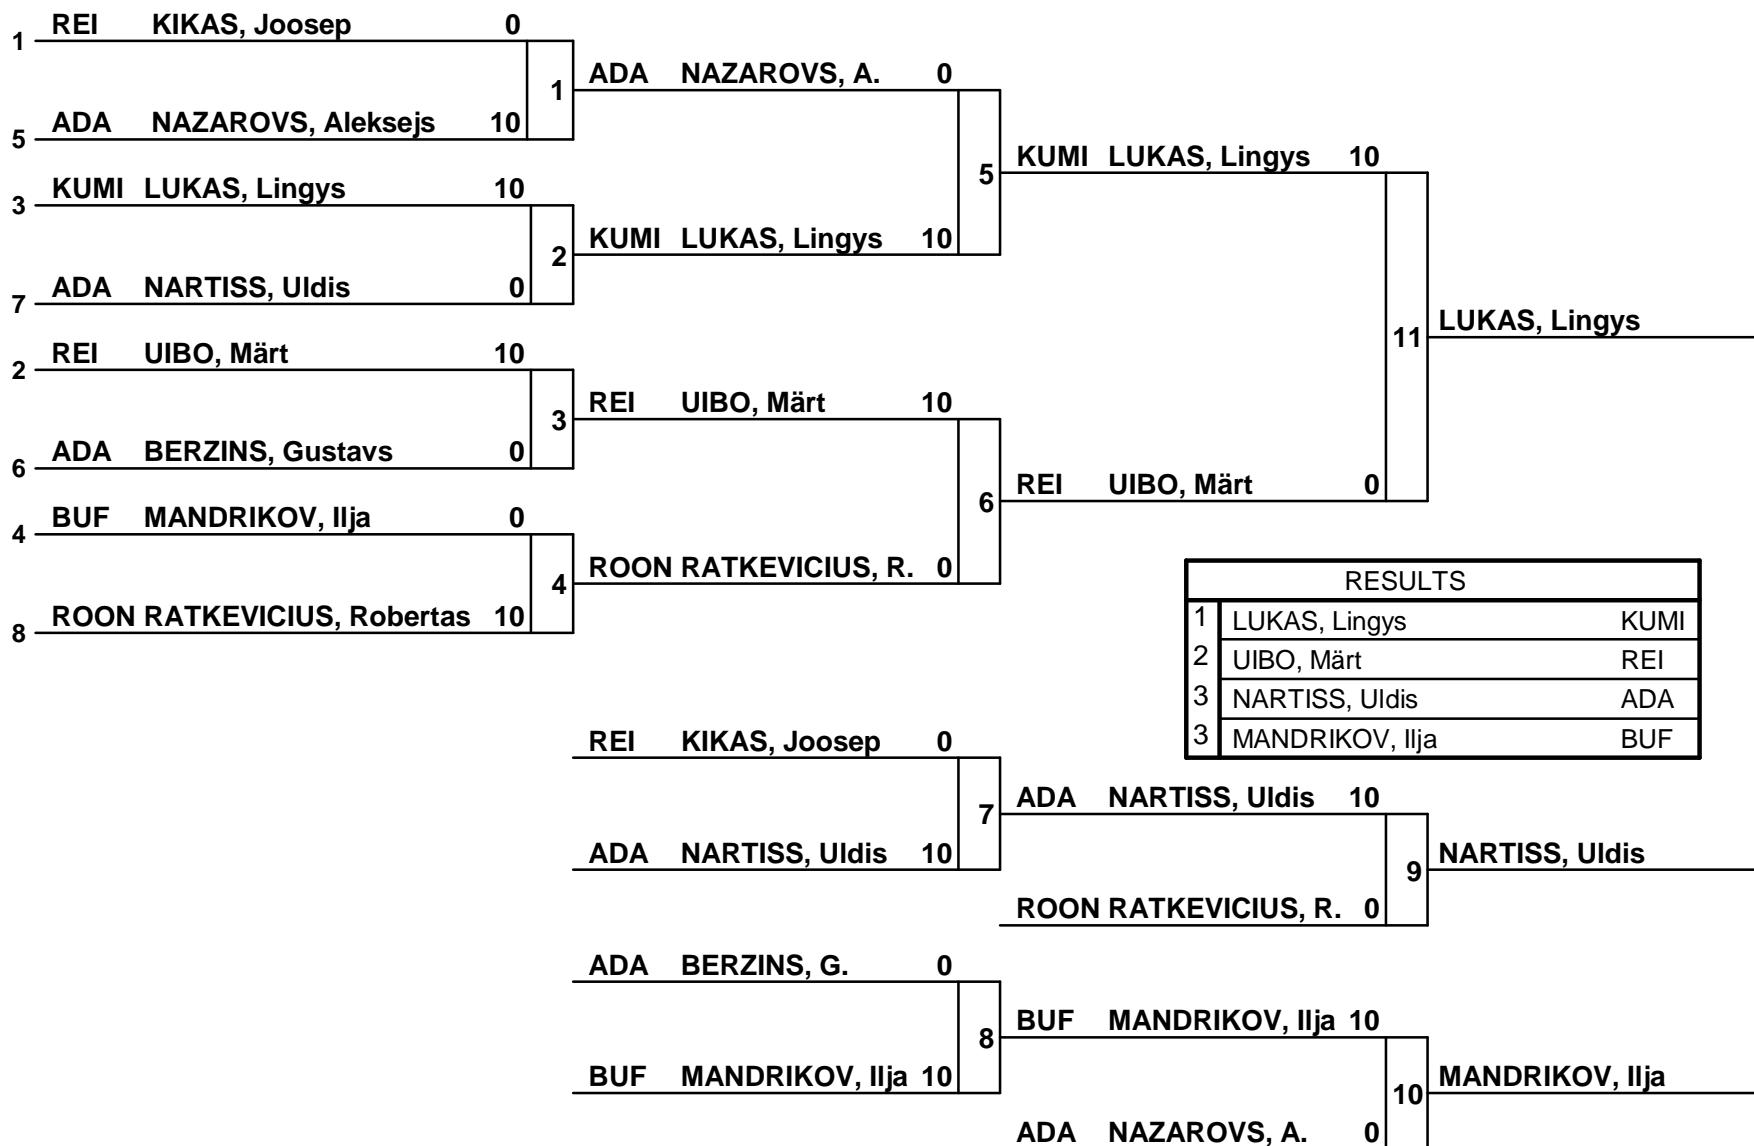 1 REI KIKAS, Joosep 0
1 ADA NAZAROVS, A. 0
5 ADA NAZAROVS, Aleksejs 10
5 KUMI LUKAS, Lingys 10
3 KUMI LUKAS, Lingys 10
2 KUMI LUKAS, Lingys 10
7 ADA NARTISS, Uldis 0
11 LUKAS, Lingys
2 REI UIBO, Märt 10
3 REI UIBO, Märt 10
6 ADA BERZINS, Gustavs 0
6 REI UIBO, Märt 0
4 BUF MANDRIKOV, Ilja 0
4 ROON RATKEVICIUS, R. 0
8 ROON RATKEVICIUS, Robertas 10
RESULTS
1 LUKAS, Lingys KUMI
2 UIBO, Märt REI
3 NARTISS, Uldis ADA
3 MANDRIKOV, Ilja BUF
REI KIKAS, Joosep 0
7 ADA NARTISS, Uldis 10
ADA NARTISS, Uldis 10
9 NARTISS, Uldis
ROON RATKEVICIUS, R. 0
ADA BERZINS, G. 0
8 BUF MANDRIKOV, Ilja 10
BUF MANDRIKOV, Ilja 10
10 MANDRIKOV, Ilja
ADA NAZAROVS, A. 0